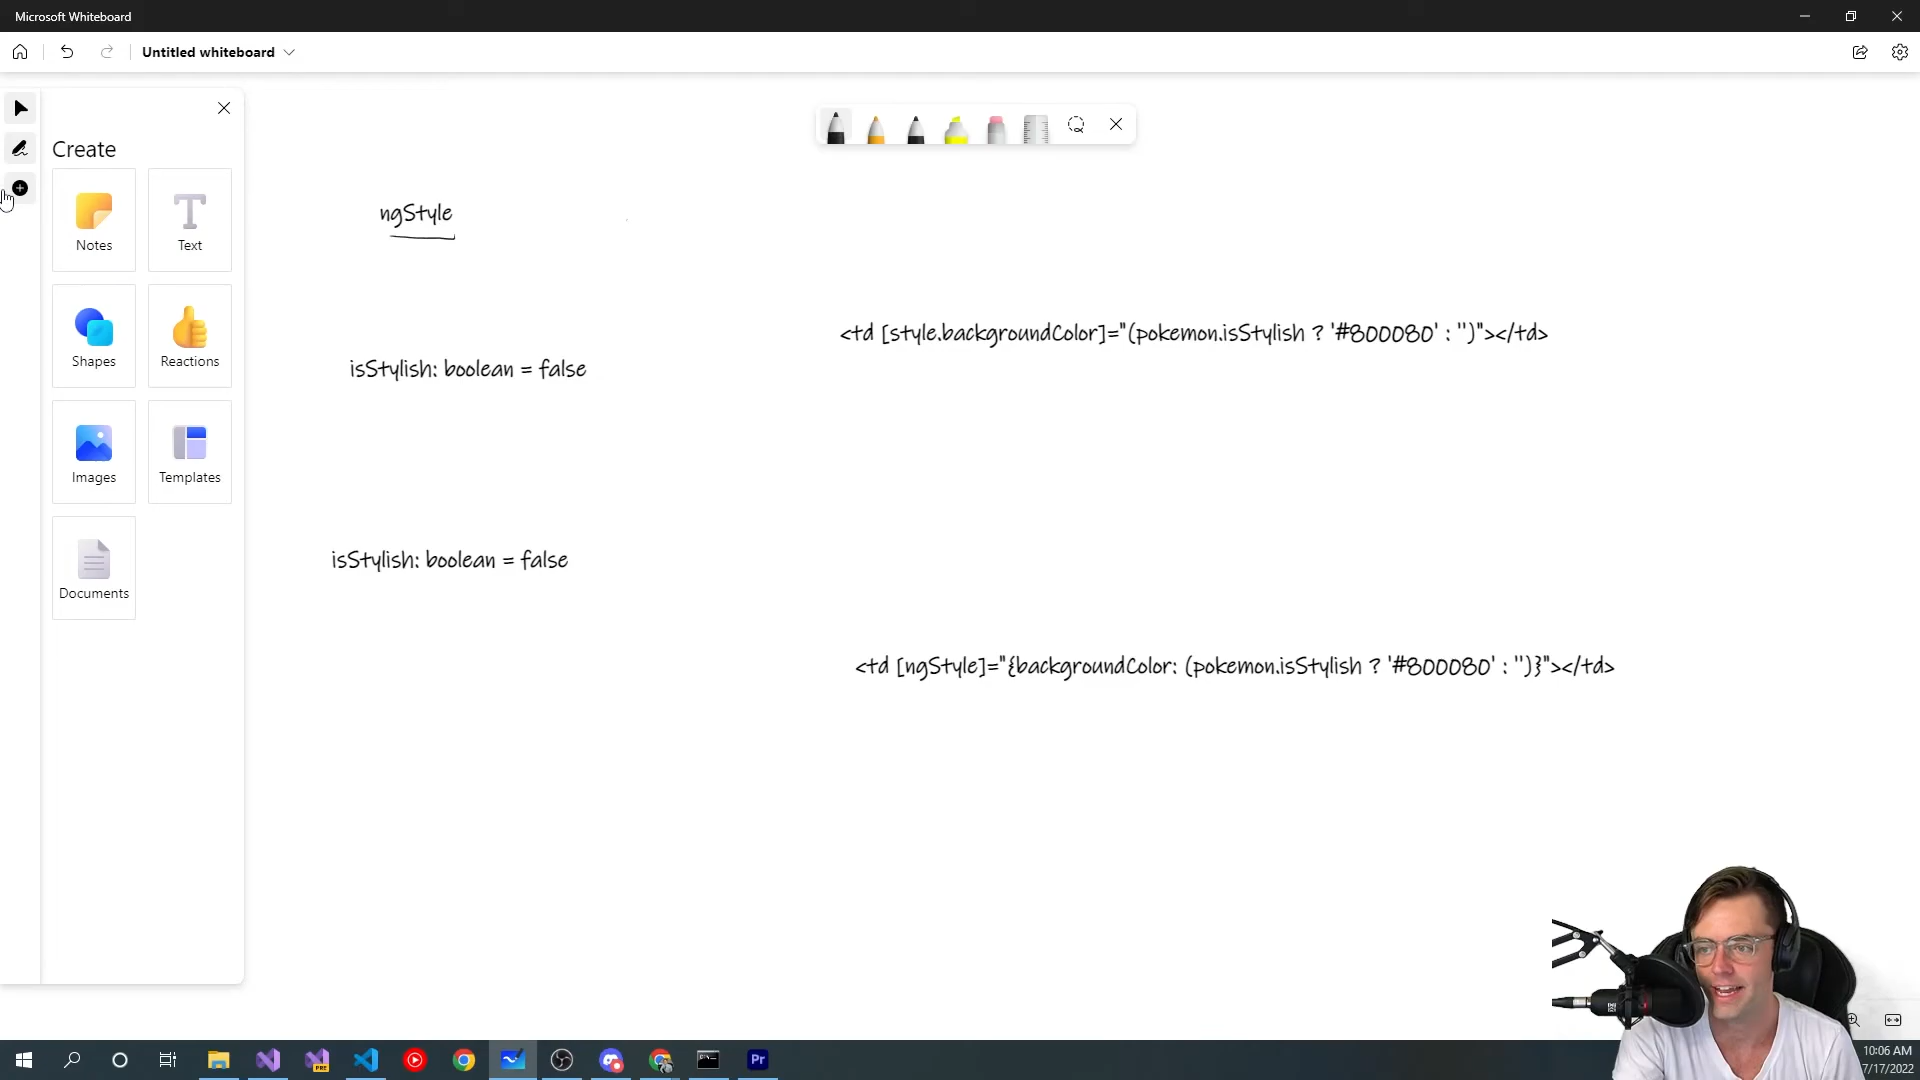 Microsoft Whiteboard
Untitled whiteboard
Create
Notes
Text
Shapes
Reactions
Images
Templates
Documents
ngStyle
<td [style.backgroundColor]="(pokemon.isStylish ? '#800080' : '')"></td>
isStylish: boolean = false
isStylish: boolean = false
<td [ngStyle]="{backgroundColor: (pokemon.isStylish ? '#800080' : '')}"></td>
PRE
Pr
10:06 AM
7/17/2022